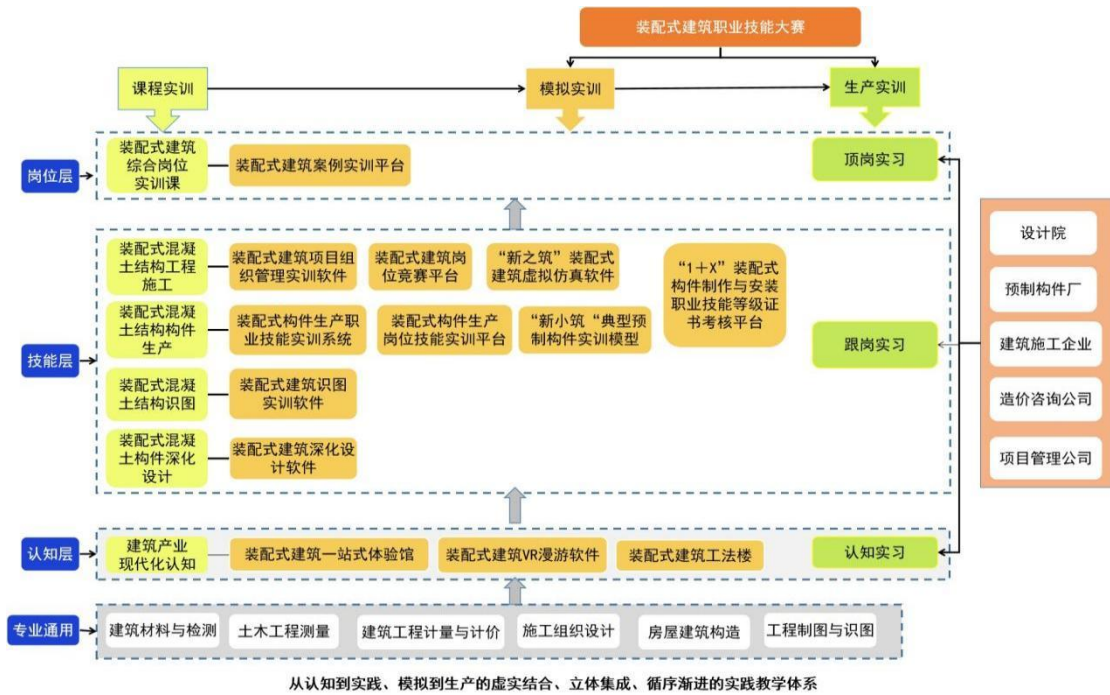 装配式建筑职业技能大赛
课程实训
模拟实训
生产实训
岗位层
装配式建筑
综合岗位
实训课
装配式建筑案例实训平台
顶岗实习
技能层
装配式混凝
土结构工程
施工
装配式建筑项目组
织管理实训软件
装配式建筑岗
位竞赛平台
“新之筑”装配式
建筑虚拟仿真软件
“1+X”装配式
构件制作与安装
职业技能等级证
书考核平台
装配式混凝
土结构构件
生产
装配式构件生产职
业技能实训系统
装配式构件生产
岗位技能实训平台
“新小筑“典型预
制构件实训模型
跟岗实习
装配式混凝
土结构识图
装配式建筑识图
实训软件
装配式混凝
土构件深化
设计
装配式建筑深化设
计软件
设计院
预制构件厂
建筑施工企业
造价咨询公司
项目管理公司
认知层
建筑产业
现代化认知
装配式建筑一站式体验馆
装配式建筑VR漫游软件
装配式建筑工法楼
认知实习
专业通用
建筑材料与检测
土木工程测量
建筑工程计量与计价
施工组织设计
房屋建筑构造
工程制图与识图
从认知到实践、模拟到生产的虚实结合、立体集成、循序渐进的实践教学体系